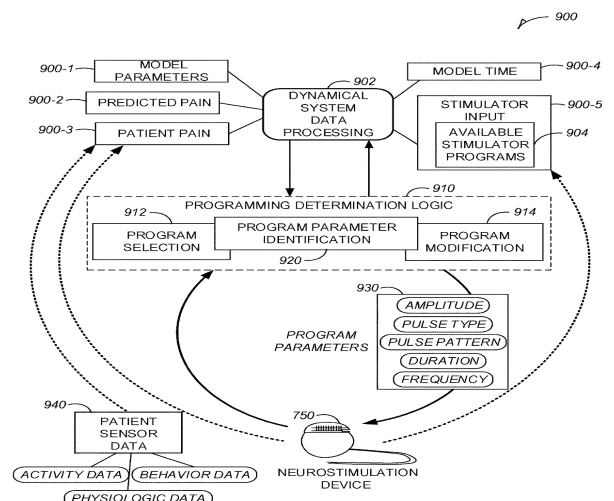 900
900-1
MODEL
PARAMETERS
900-2
PREDICTED PAIN
900-3
PATIENT PAIN
902
DYNAMICAL
SYSTEM
DATA
PROCESSING
MODEL TIME
900-4
STIMULATOR
INPUT
900-5
AVAILABLE
STIMULATOR
PROGRAMS
904
910
PROGRAMMING DETERMINATION LOGIC
912
PROGRAM
SELECTION
PROGRAM PARAMETER
IDENTIFICATION
920
914
PROGRAM
MODIFICATION
930
PROGRAM
PARAMETERS
AMPLITUDE
PULSE TYPE
PULSE PATTERN
DURATION
FREQUENCY
940
PATIENT
SENSOR
DATA
ACTIVITY DATA
BEHAVIOR DATA
PHYSIOLOGIC DATA
750
NEUROSTIMULATION
DEVICE